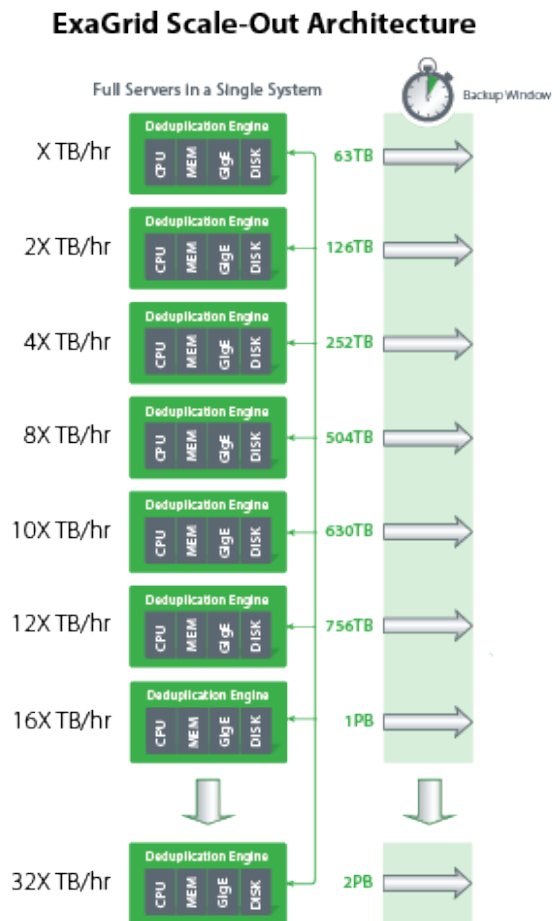 ExaGrid Scale-Out Architecture
Full Servers in a Single System
Backup Window
X TB/hr
Deduplication Engine
CPU MEM GigE DISK
63TB
2X TB/hr
Deduplication Engine
CPU MEM GigE DISK
126TB
4X TB/hr
Deduplication Engine
CPU MEM GigE DISK
252TB
8X TB/hr
Deduplication Engine
CPU MEM GigE DISK
504TB
10X TB/hr
Deduplication Engine
CPU MEM GigE DISK
630TB
12X TB/hr
Deduplication Engine
CPU MEM GigE DISK
756TB
16X TB/hr
Deduplication Engine
CPU MEM GigE DISK
1PB
32X TB/hr
Deduplication Engine
CPU MEM GigE DISK
2PB